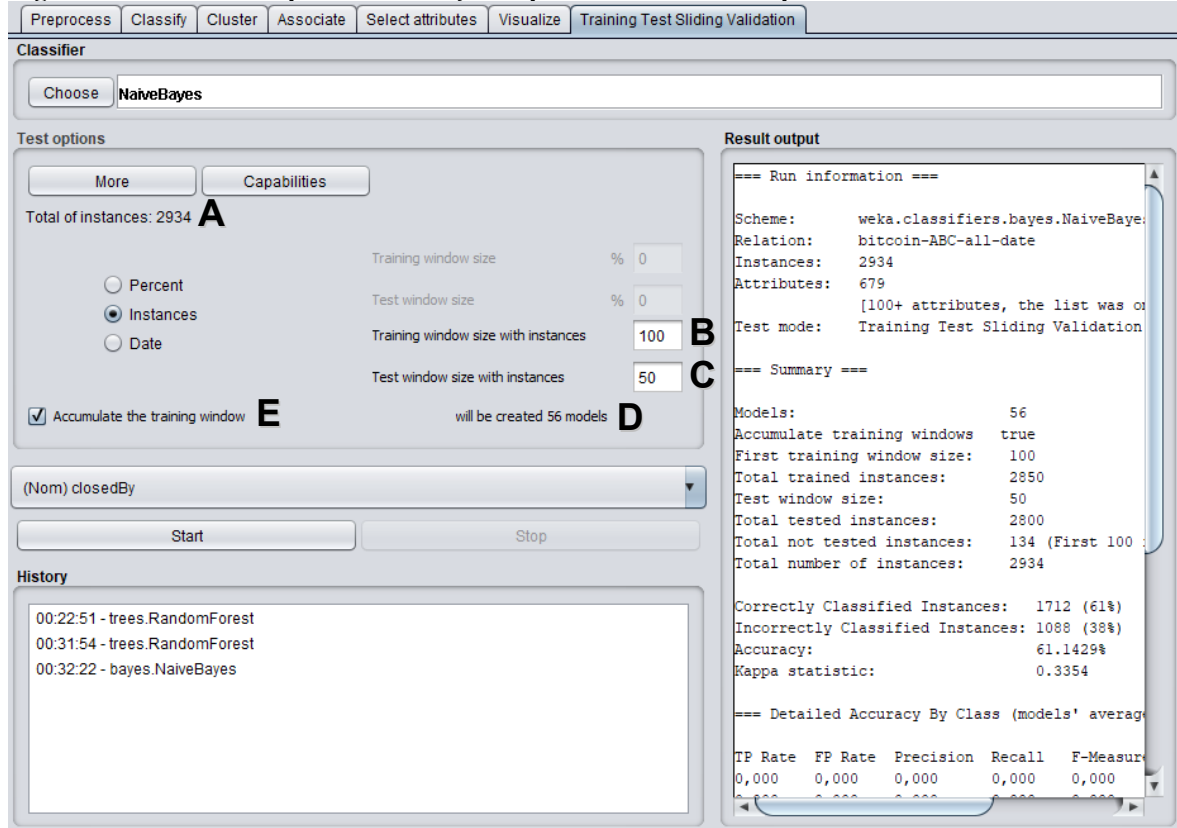 Preprocess Classify Cluster Associate Select attributes Visualize Training Test Sliding Validation
Classifier
Choose NaiveBayes
Test options
More Capabilities
Total of instances: 2934 A
Training window size % 0
Percent
Test window size % 0
Instances
Training window size with instances 100 B
Date
Test window size with instances 50 C
Accumulate the training window E will be created 56 models D
(Nom) closedBy
Start Stop
History
00:22:51 - trees.RandomForest
00:31:54 - trees.RandomForest
00:32:22 - bayes.NaiveBayes
Result output
=== Run information ===
Scheme: weka.classifiers.bayes.NaiveBaye
Relation: bitcoin-ABC-all-date
Instances: 2934
Attributes: 679
[100+ attributes, the list was
Test mode: Training Test Sliding Validation
=== Summary ===
Models: 56
Accumulate training windows true
First training window size: 100
Total trained instances: 2850
Test window size: 50
Total tested instances: 2800
Total not tested instances: 134 (First 100
Total number of instances: 2934
Correctly Classified Instances: 1712 (61%)
Incorrectly Classified Instances: 1088 (38%)
Accuracy: 61.1429%
Kappa statistic: 0.3354
=== Detailed Accuracy By Class (models' average
TP Rate FP Rate Precision Recall F-Measure
0,000 0,000 0,000 0,000 0,000